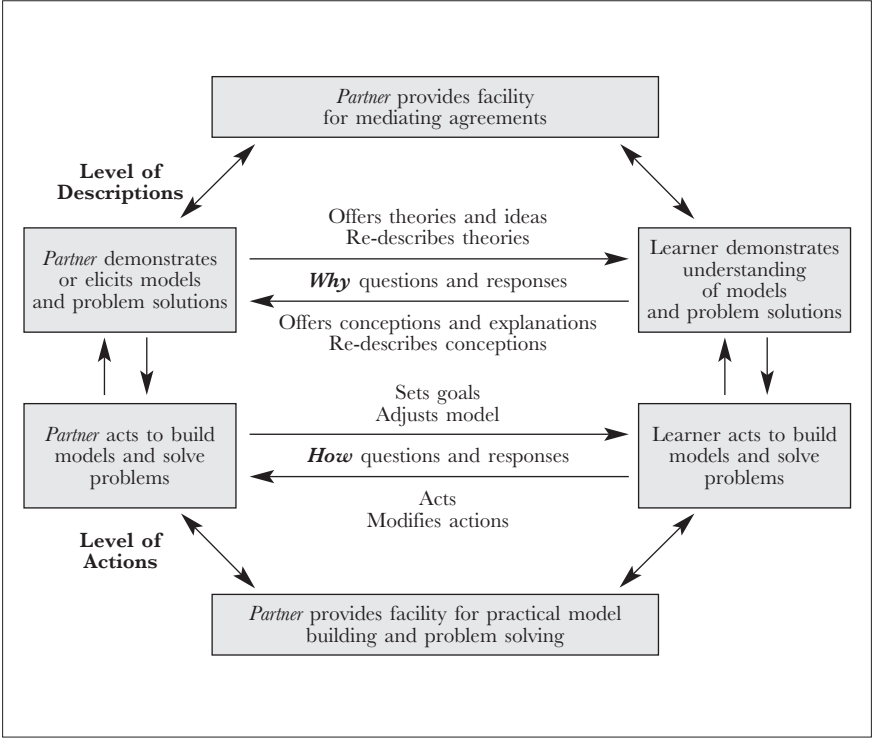 Partner provides facility
for mediating agreements
Level of
Descriptions
Offers theories and ideas
Re-describes theories
Partner demonstrates
or elicits models
and problem solutions
Why questions and responses
Learner demonstrates
understanding
of models
and problem solutions
Offers conceptions and explanations
Re-describes conceptions
Sets goals
Adjusts model
Partner acts to build
models and solve
problems
How questions and responses
Learner acts to build
models and solve
problems
Acts
Modifies actions
Level of
Actions
Partner provides facility for practical model
building and problem solving